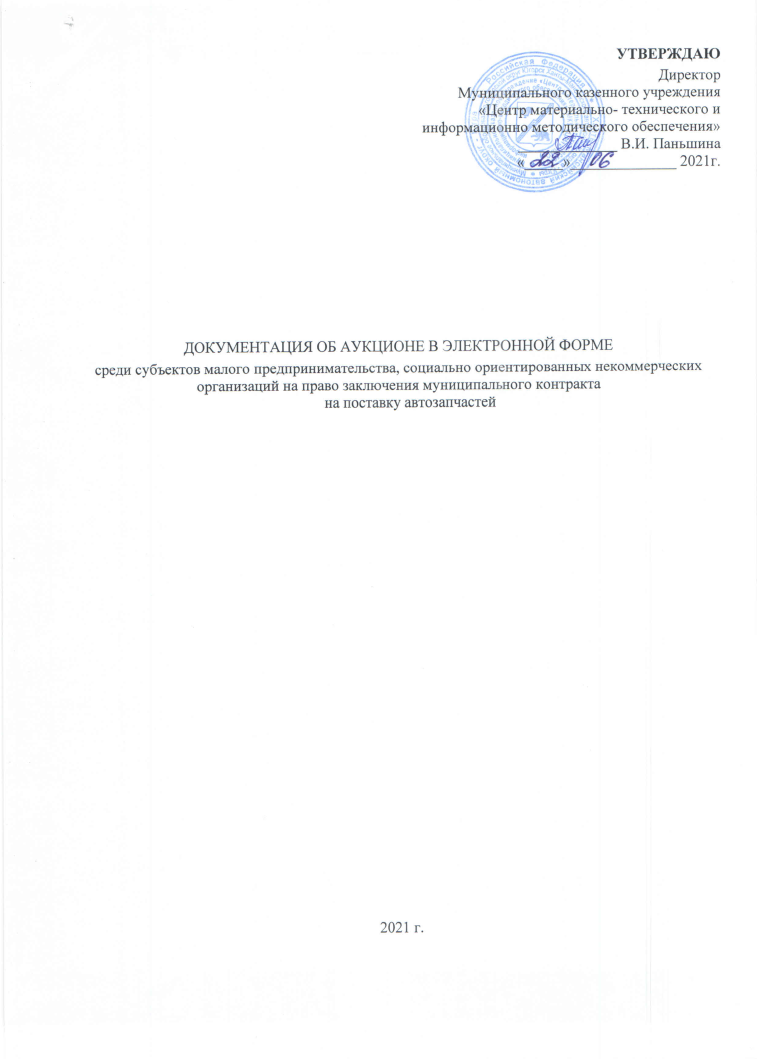 УТВЕРЖДАЮ
Директор
Муниципального казенного учреждения
«Центр материально- технического и
информационно методического обеспечения»
____________ В.И. Паньшина
«22» 06 2021г.
ДОКУМЕНТАЦИЯ ОБ АУКЦИОНЕ В ЭЛЕКТРОННОЙ ФОРМЕ
среди субъектов малого предпринимательства, социально ориентированных некоммерческих
организаций на право заключения муниципального контракта
на поставку автозапчастей
2021 г.